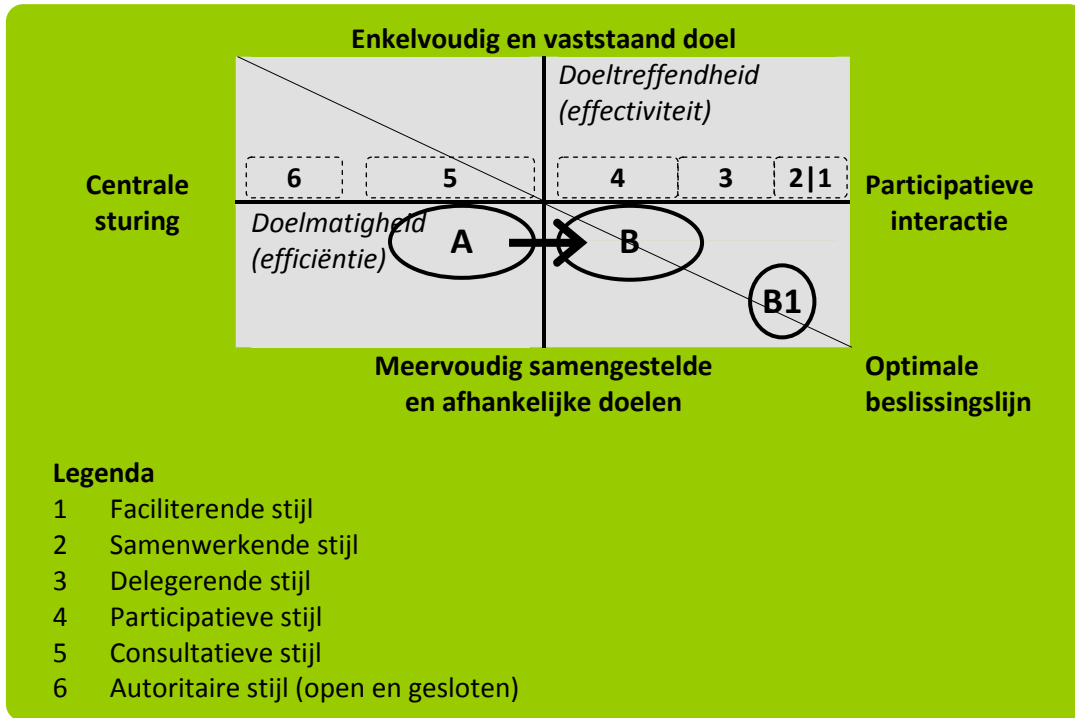 Enkelvoudig en vaststaand doel
Doeltreffendheid
(effectiviteit)
Centrale
sturing
6 5 4 3 2|1
Participatieve
interactie
Doelmatigheid
(efficiëntie)
A B
B1
Meervoudig samengestelde
en afhankelijke doelen
Optimale
beslissingslijn
Legenda
1 Faciliterende stijl
2 Samenwerkende stijl
3 Delegerende stijl
4 Participatieve stijl
5 Consultatieve stijl
6 Autoritaire stijl (open en gesloten)